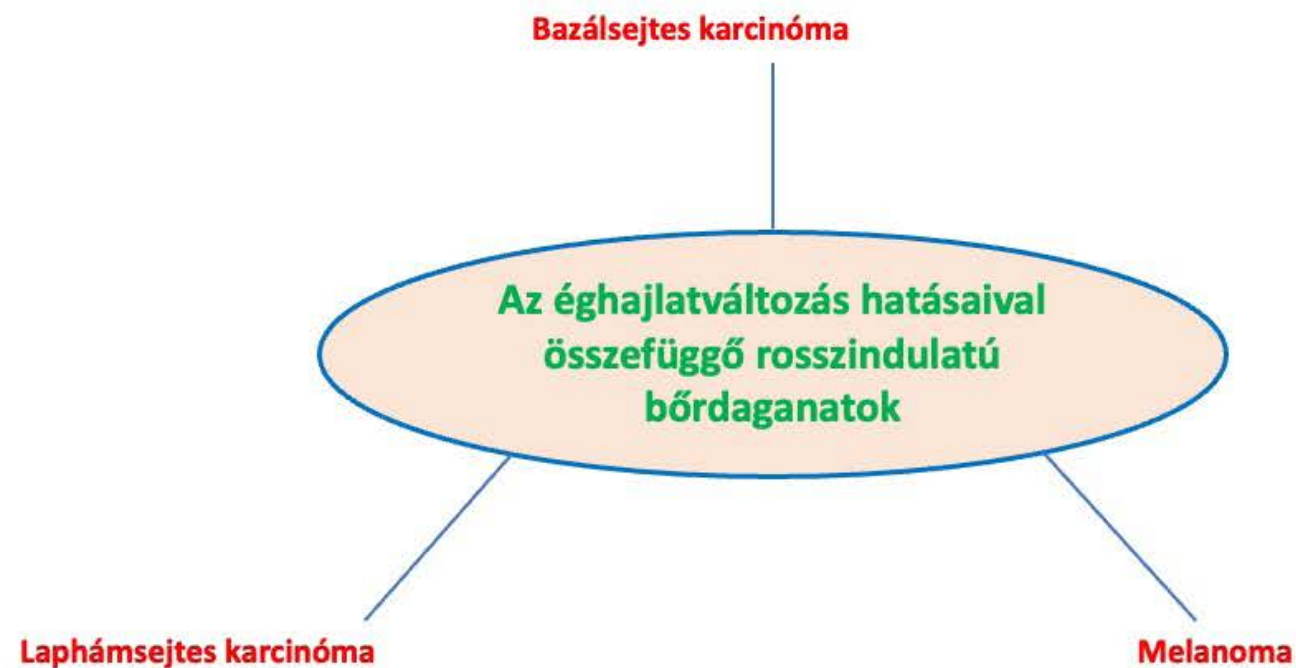 Bazálsejtes karcinóma
Az éghajlatváltozás hatásaival
összefüggő rosszindulatú
bőrdaganatok
Laphámsejtes karcinóma
Melanoma